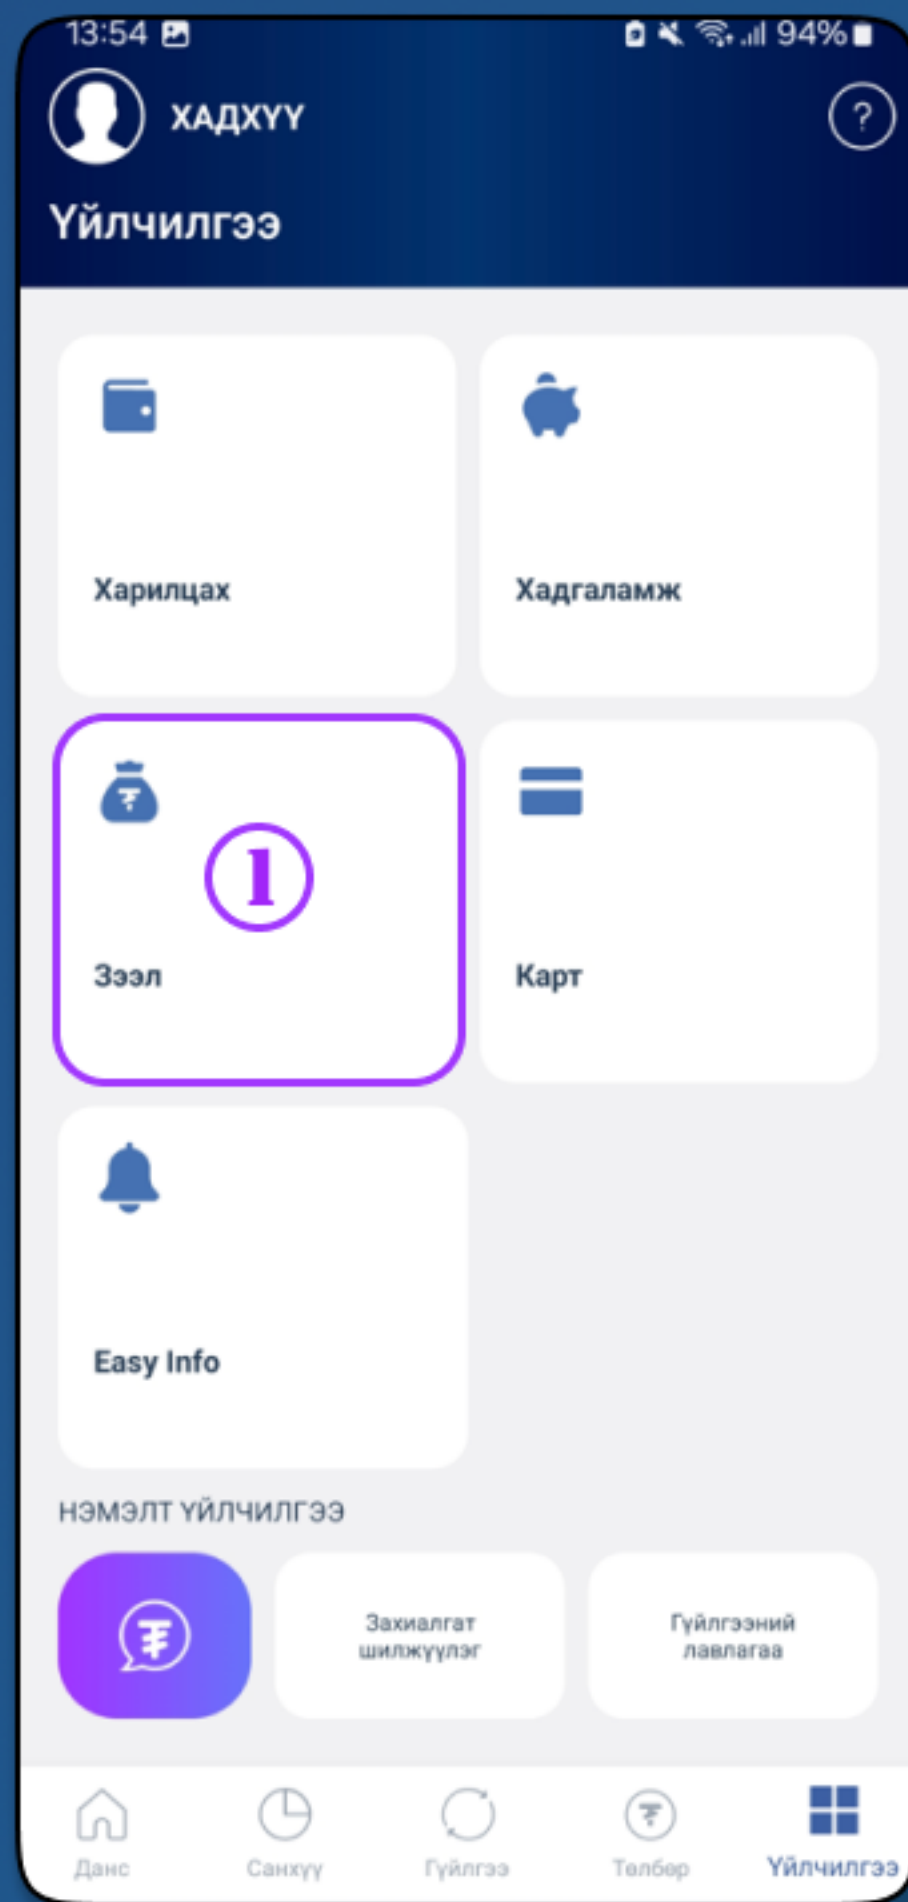 13:54 94%
ХАДХҮҮ ?
Үйлчилгээ
Харилцах Хадгаламж
1
Зээл Карт
Easy Info
НЭМЭЛТ ҮЙЛЧИЛГЭЭ
Захиалгат Гүйлгээний
шилжүүлэг лавлагаа
Данс Санхүү Гүйлгээ Төлбөр Үйлчилгээ